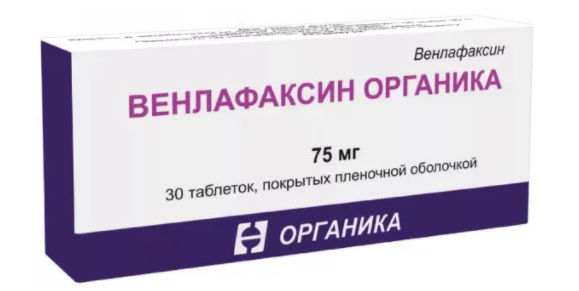 Венлафаксин
ВЕНЛАФАКСИН ОРГАНИКА
75 мг
30 таблеток, покрытых пленочной оболочкой
ОРГАНИКА